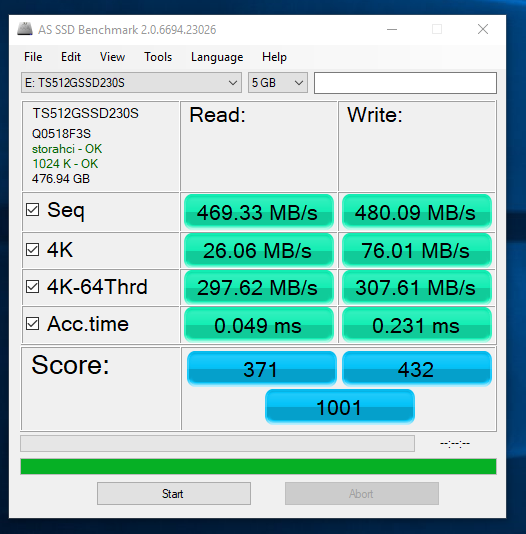 AS SSD Benchmark 2.0.6694.23026
File Edit View Tools Language Help
E: TS512GSSD230S 5 GB
TS512GSSD230S Read: Write:
Q0518F3S
storahci - OK
1024 K - OK
476.94 GB
Seq 469.33 MB/s 480.09 MB/s
4K 26.06 MB/s 76.01 MB/s
4K-64Thrd 297.62 MB/s 307.61 MB/s
Acc.time 0.049 ms 0.231 ms
Score: 371 432
1001
--:--:--
Start Abort